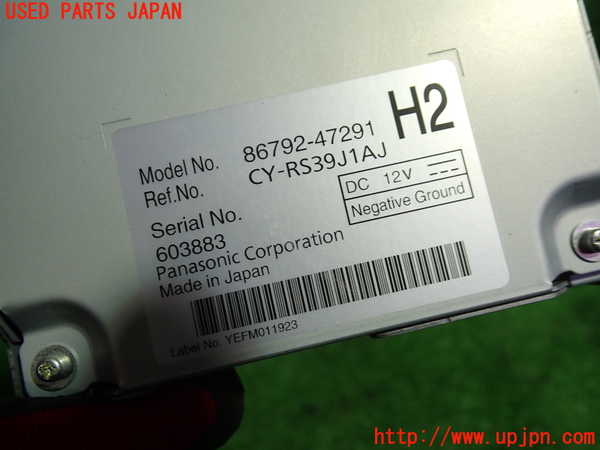 USED PARTS JAPAN
H2
Model No. 86792-47291
Ref.No. CY-RS39J1AJ
DC 12V
Negative Ground
Serial No.
603883
Panasonic Corporation
Made in Japan
Label No. YEFM011923
http://www.upjpn.com/